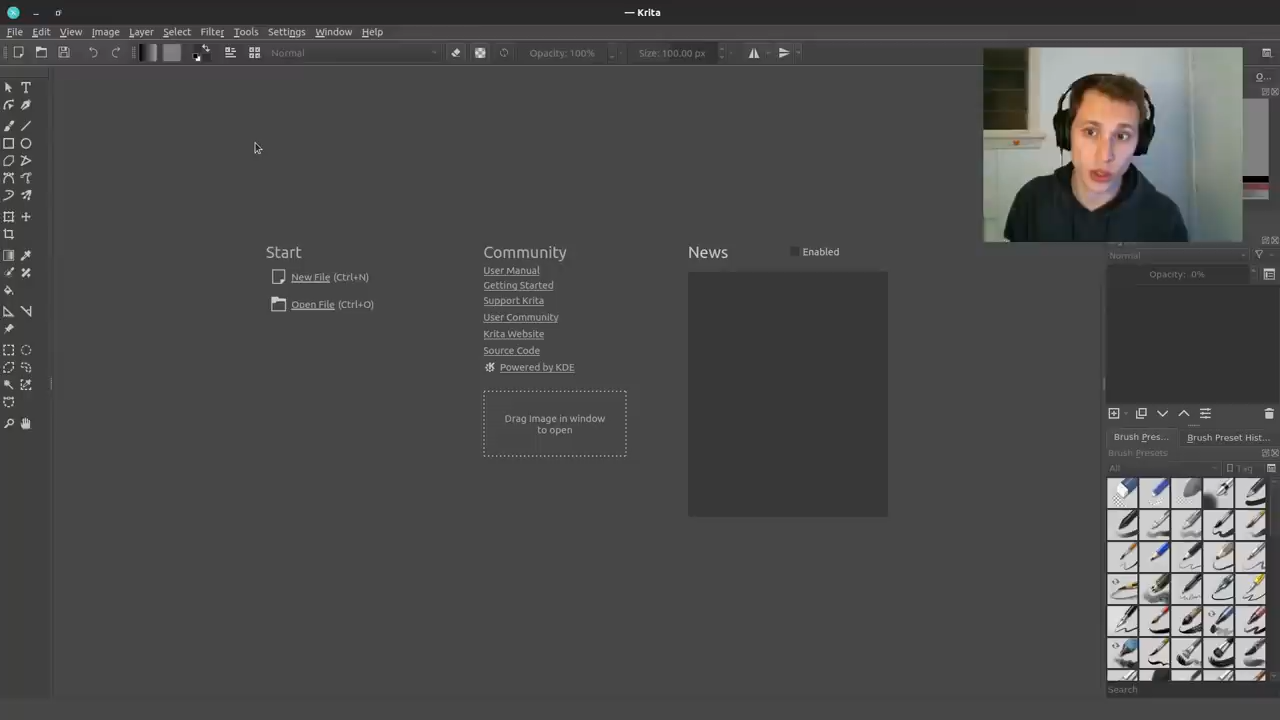 — Krita
File Edit View Image Layer Select Filter Tools Settings Window Help
Normal Opacity: 100% Size: 100.00 px
O...
Start
New File (Ctrl+N)
Open File (Ctrl+O)
Community
User Manual
Getting Started
Support Krita
User Community
Krita Website
Source Code
Powered by KDE
Drag Image in window
to open
News Enabled
Normal
Opacity: 0%
Brush Pres... Brush Preset Hist...
Brush Presets
All Tag
Search